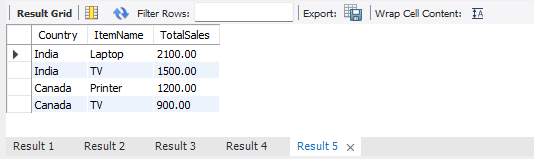 Result Grid Filter Rows: Export: Wrap Cell Content:
Country ItemName TotalSales
India Laptop 2100.00
India TV 1500.00
Canada Printer 1200.00
Canada TV 900.00
Result 1 Result 2 Result 3 Result 4 Result 5